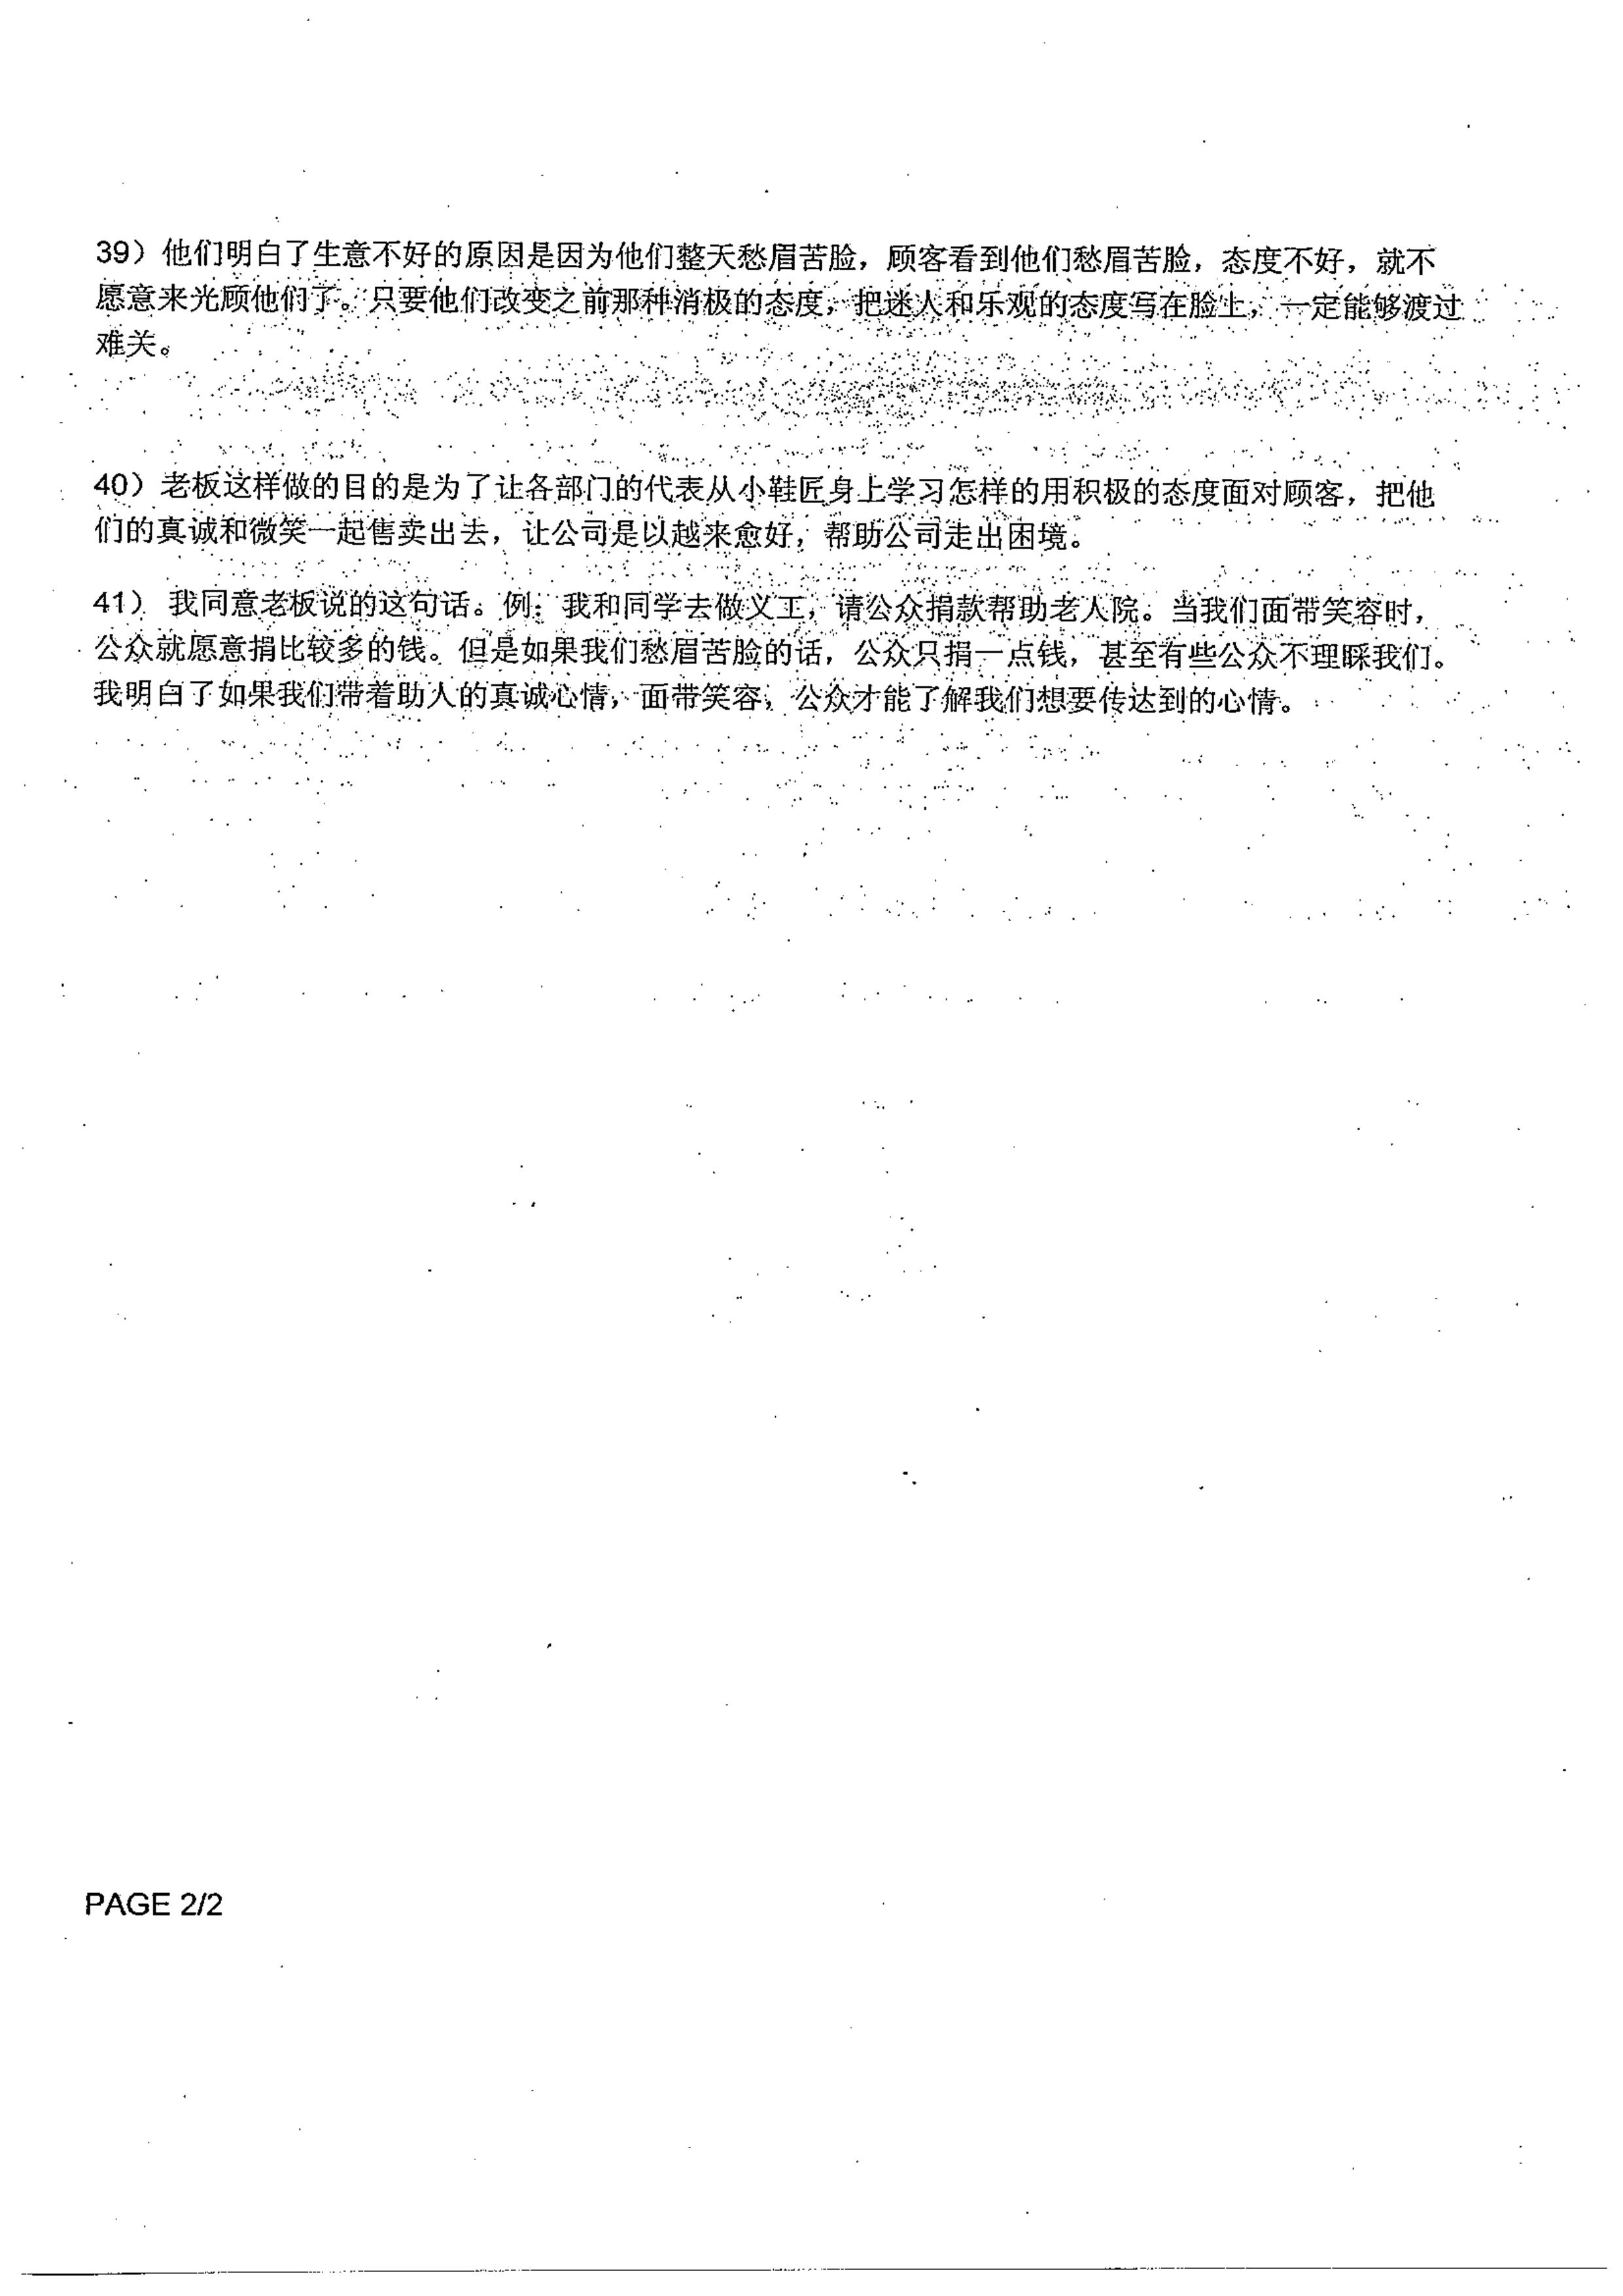 39）他们明白了生意不好的原因是因为他们整天愁眉苦脸，顾客看到他们愁眉苦脸，态度不好，就不
愿意来光顾他们了。只要他们改变之前那种消极的态度，把迷人和乐观的态度写在脸上，一定能够渡过
难关。
40）老板这样做的目的是为了让各部门的代表从小鞋匠身上学习怎样的用积极的态度面对顾客，把他
们的真诚和微笑一起售卖出去，让公司是以越来愈好，帮助公司走出困境。
41）我同意老板说的这句话。例：我和同学去做义工，请公众捐款帮助老人院。当我们面带笑容时，
公众就愿意捐比较多的钱。但是如果我们愁眉苦脸的话，公众只捐一点钱，甚至有些公众不理睬我们。
我明白了如果我们带着助人的真诚心情，面带笑容，公众才能了解我们想要传达到的心情。
PAGE 2/2